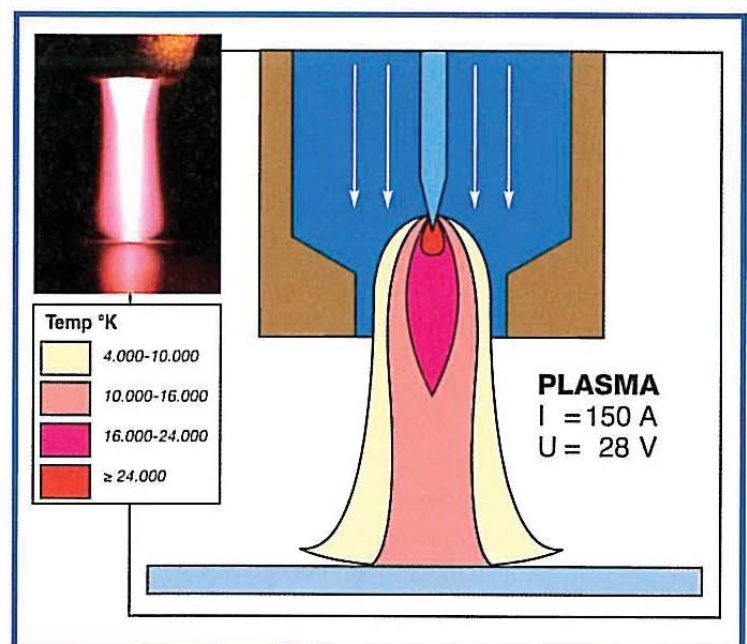 Temp °K
4.000-10.000
10.000-16.000
16.000-24.000
≥ 24.000
PLASMA
I = 150 A
U = 28 V